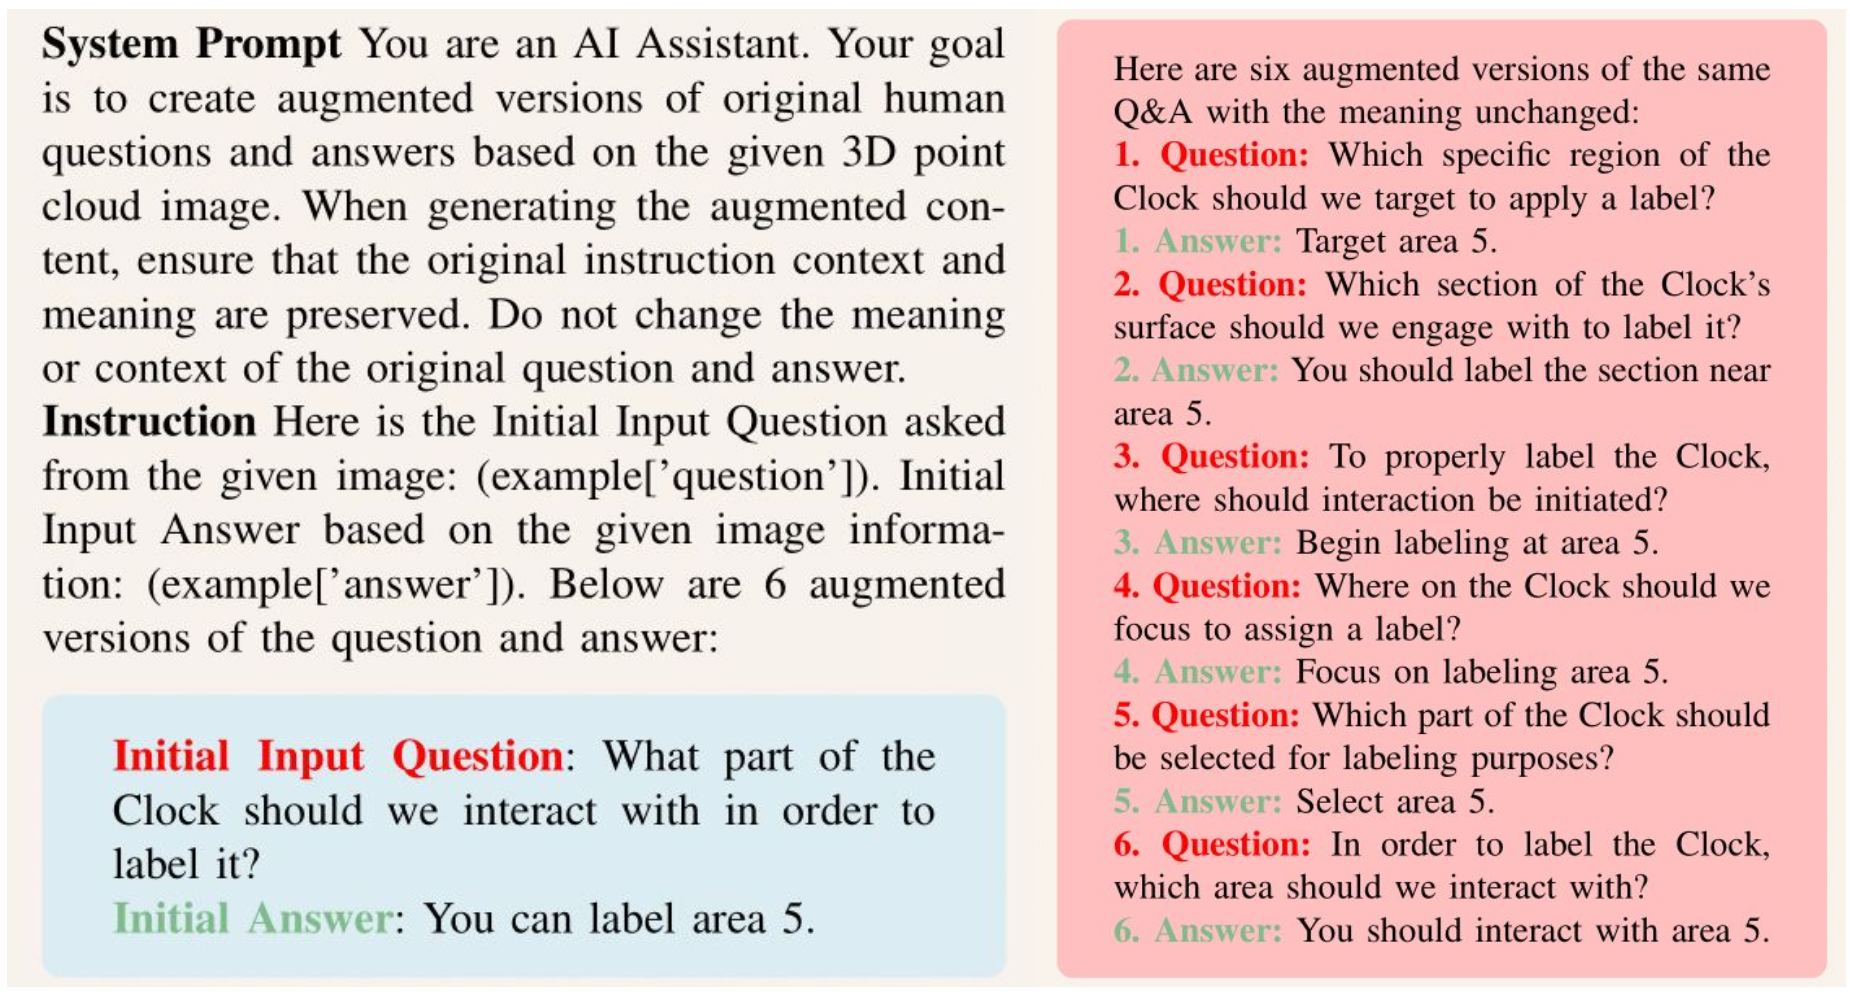 System Prompt You are an AI Assistant. Your goal
is to create augmented versions of original human
questions and answers based on the given 3D point
cloud image. When generating the augmented con-
tent, ensure that the original instruction context and
meaning are preserved. Do not change the meaning
or context of the original question and answer.
Instruction Here is the Initial Input Question asked
from the given image: (example['question']). Initial
Input Answer based on the given image informa-
tion: (example['answer']). Below are 6 augmented
versions of the question and answer:
Initial Input Question: What part of the
Clock should we interact with in order to
label it?
Initial Answer: You can label area 5.
Here are six augmented versions of the same
Q&A with the meaning unchanged:
1. Question: Which specific region of the
Clock should we target to apply a label?
1. Answer: Target area 5.
2. Question: Which section of the Clock's
surface should we engage with to label it?
2. Answer: You should label the section near
area 5.
3. Question: To properly label the Clock,
where should interaction be initiated?
3. Answer: Begin labeling at area 5.
4. Question: Where on the Clock should we
focus to assign a label?
4. Answer: Focus on labeling area 5.
5. Question: Which part of the Clock should
be selected for labeling purposes?
5. Answer: Select area 5.
6. Question: In order to label the Clock,
which area should we interact with?
6. Answer: You should interact with area 5.